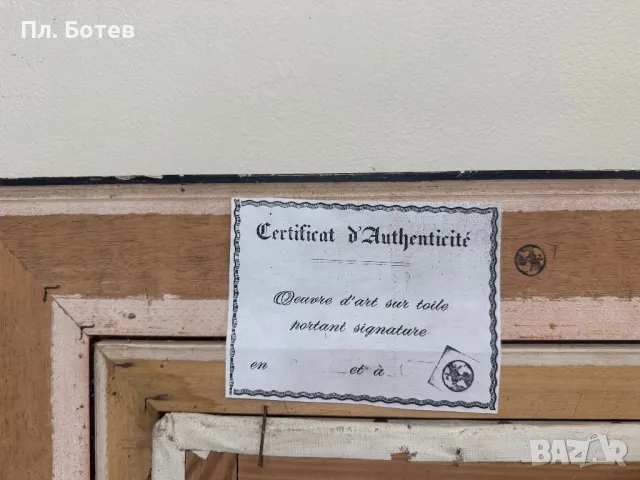 Пл. Ботев
Certificat d'Authenticité
Oeuvre d'art sur toile
portant signature
en et à
BAZAR